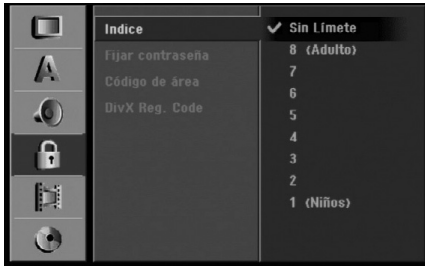 Indice
Fijar contraseña
Código de área
DivX Reg. Code
Sin Límete
8 (Adulto)
7
6
5
4
3
2
1 (Niños)